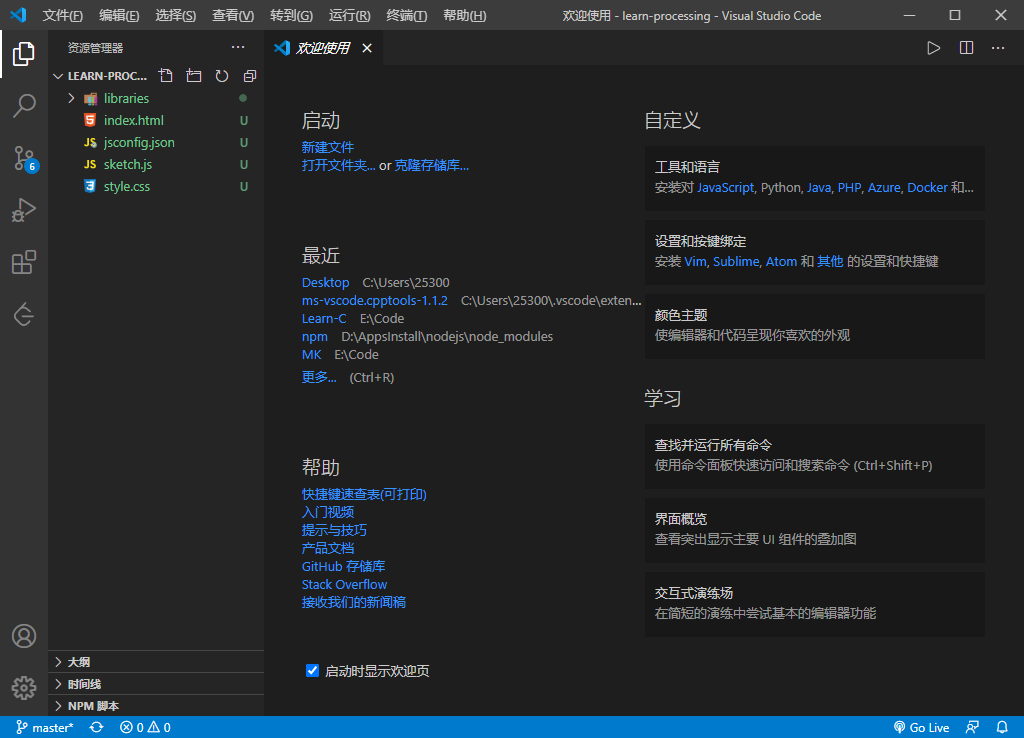 文件(F) 编辑(E) 选择(S) 查看(V) 转到(G) 运行(R) 终端(T) 帮助(H) 欢迎使用 - learn-processing - Visual Studio Code
资源管理器
欢迎使用
LEARN-PROC...
libraries
index.html U
JS jsconfig.json U
JS sketch.js U
style.css U
6
大纲
时间线
NPM 脚本
启动
新建文件
打开文件夹... or 克隆存储库...
最近
Desktop C:\Users\25300
ms-vscode.cpptools-1.1.2 C:\Users\25300\.vscode\exten...
Learn-C E:\Code
npm D:\AppsInstall\nodejs\node_modules
MK E:\Code
更多... (Ctrl+R)
帮助
快捷键速查表(可打印)
入门视频
提示与技巧
产品文档
GitHub 存储库
Stack Overflow
接收我们的新闻稿
启动时显示欢迎页
自定义
工具和语言
安装对 JavaScript, Python, Java, PHP, Azure, Docker 和...
设置和按键绑定
安装 Vim, Sublime, Atom 和 其他 的设置和快捷键
颜色主题
使编辑器和代码呈现你喜欢的外观
学习
查找并运行所有命令
使用命令面板快速访问和搜索命令 (Ctrl+Shift+P)
界面概览
查看突出显示主要 UI 组件的叠加图
交互式演练场
在简短的演练中尝试基本的编辑器功能
master* 0 0 Go Live